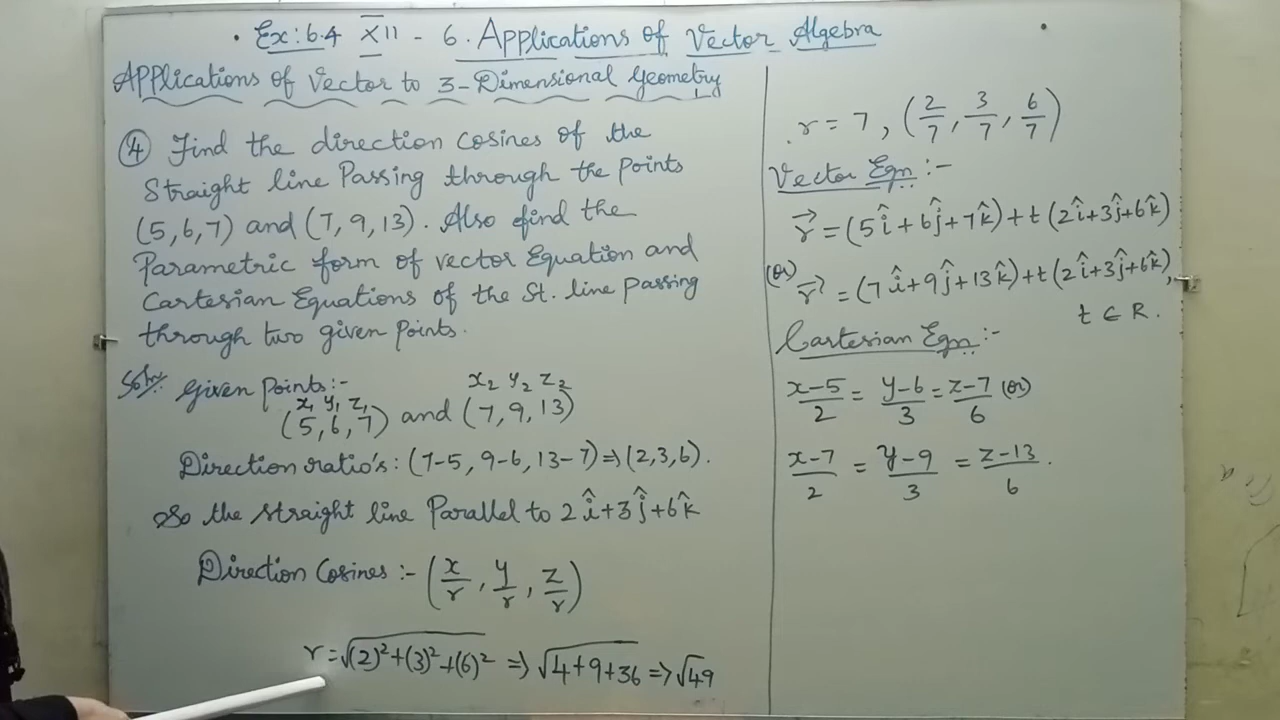 Ex: 6.4 XII - 6. Applications of Vector Algebra
Applications of Vector to 3-Dimensional Geometry
④ Find the direction cosines of the
Straight line Passing through the points
(5,6,7) and (7,9,13). Also find the
Parametric form of vector Equation and
Cartesian Equations of the St. line passing
through two given points.
Soln: Given points:-
x₁ y₁ z₁ x₂ y₂ z₂
(5,6,7) and (7,9,13)
Direction ratio's: (7-5, 9-6, 13-7) ⇒ (2,3,6).
So the straight line Parallel to 2î+3ĵ+6k̂
Direction Cosines :- (x/r, y/r, z/r)
r = √(2)²+(3)²+(6)² ⇒ √4+9+36 ⇒ √49
r = 7, (2/7, 3/7, 6/7)
Vector Eqn:-
r⃗ = (5î+6ĵ+7k̂)+t(2î+3ĵ+6k̂)
(or) r⃗ = (7î+9ĵ+13k̂)+t(2î+3ĵ+6k̂),
t ∈ R.
Cartesian Eqn:-
x-5/2 = y-6/3 = z-7/6 (or)
x-7/2 = y-9/3 = z-13/6.